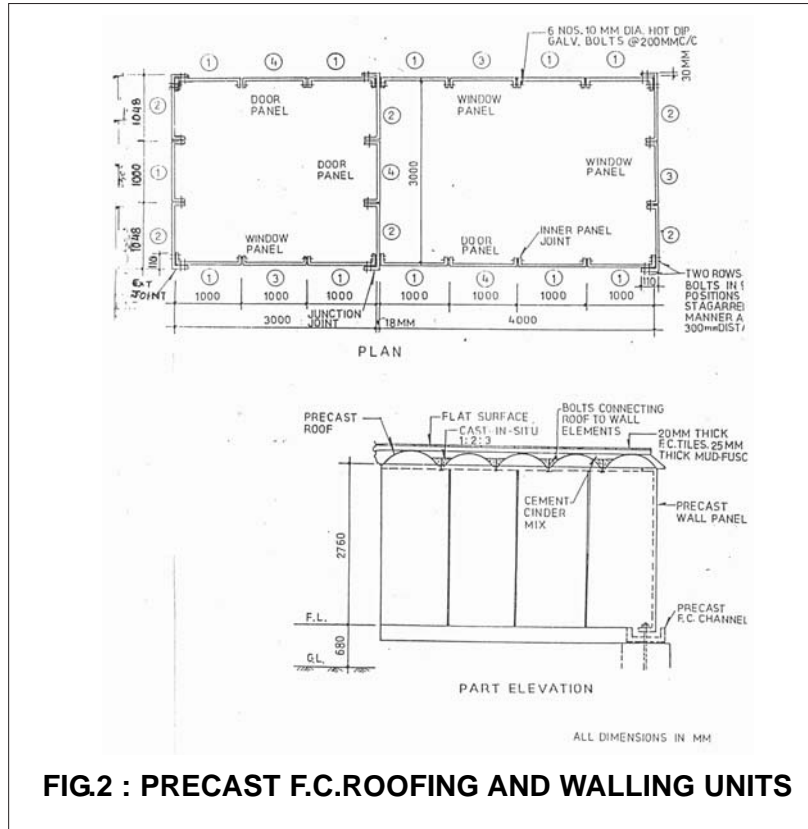 6 NOS. 10 MM DIA. HOT DIP
GALV. BOLTS @200MMC/C
30MM
1 4 1 1 3 1 1
DOOR
PANEL
WINDOW
PANEL
2
1048
2
2
DOOR
PANEL
WINDOW
PANEL
1
1000
4
3000
3
WINDOW
PANEL
DOOR
PANEL
INNER PANEL
JOINT
2
1048
2
2
110
EXT
JOINT
1 3 1 1 4 1 1
1000 1000 1000 1000 1000 1000 1000
110
TWO ROWS
BOLTS IN
POSITIONS
STAGARRE
MANNER A
300mmDISTA
JUNCTION
JOINT
3000 18MM 4000
PLAN
PRECAST
ROOF
FLAT SURFACE
CAST-IN-SITU
1:2:3
BOLTS CONNECTING
ROOF TO WALL
ELEMENTS
20MM THICK
F.C.TILES. 25MM
THICK MUD-FUSC
CEMENT
CINDER
MIX
PRECAST
WALL PANEL
2760
F.L.
680
G.L.
PRECAST
F.C. CHANNEL
PART ELEVATION
ALL DIMENSIONS IN MM
FIG.2 : PRECAST F.C.ROOFING AND WALLING UNITS